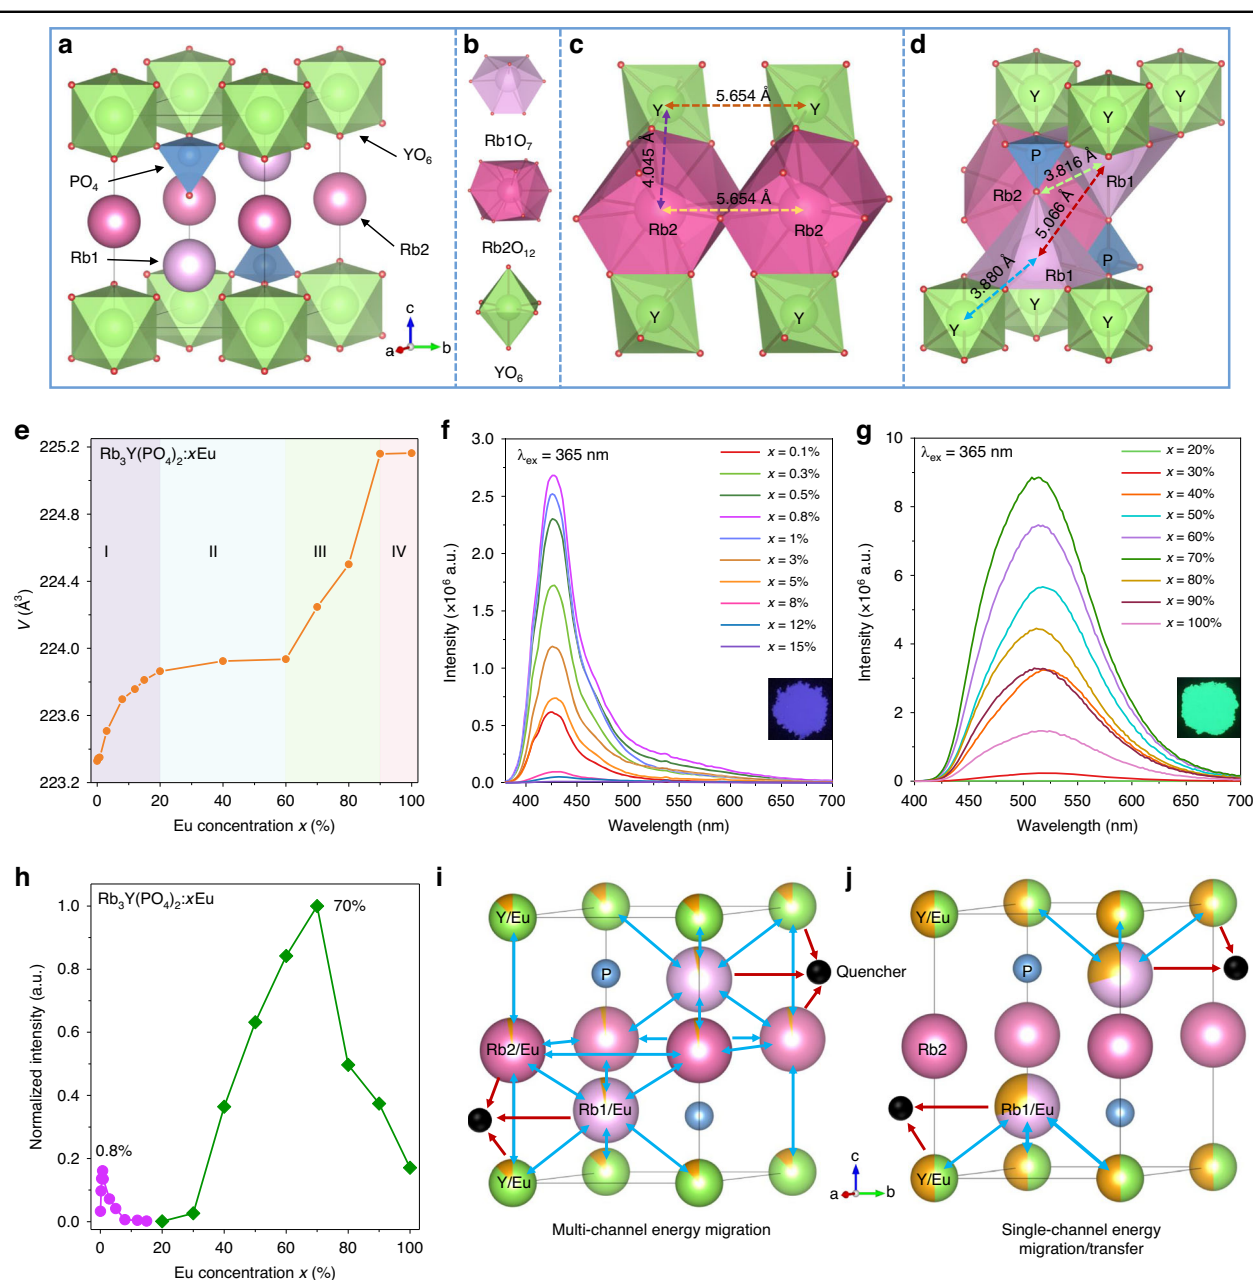 a
PO4
Rb1
YO6
Rb2
c
a
b
b
Rb1O7
Rb2O12
YO6
c
Y
5.654 Å
Y
4.045 Å
5.654 Å
Rb2
Rb2
Y
Y
d
Y
Y
Y
P
3.816 Å
Rb2
Rb1
5.066 Å
P
3.880 Å
Rb1
Y
Y
Y
e
Rb3Y(PO4)2:xEu
225.2
224.8
224.4
224.0
223.6
223.2
V (Å3)
I
II
III
IV
0
20
40
60
80
100
Eu concentration x (%)
f
λex = 365 nm
3.0
2.5
2.0
1.5
1.0
0.5
0.0
Intensity (×10^6 a.u.)
x = 0.1%
x = 0.3%
x = 0.5%
x = 0.8%
x = 1%
x = 3%
x = 5%
x = 8%
x = 12%
x = 15%
400
450
500
550
600
650
700
Wavelength (nm)
g
λex = 365 nm
10
8
6
4
2
0
Intensity (×10^6 a.u.)
x = 20%
x = 30%
x = 40%
x = 50%
x = 60%
x = 70%
x = 80%
x = 90%
x = 100%
400
450
500
550
600
650
700
Wavelength (nm)
h
Rb3Y(PO4)2:xEu
1.0
0.8
0.6
0.4
0.2
0.0
Normalized intensity (a.u.)
70%
0.8%
0
20
40
60
80
100
Eu concentration x (%)
i
Y/Eu
P
Quencher
Rb2/Eu
Rb1/Eu
Y/Eu
Multi-channel energy migration
c
a
b
j
Y/Eu
P
Rb2
Rb1/Eu
Y/Eu
Single-channel energy
migration/transfer